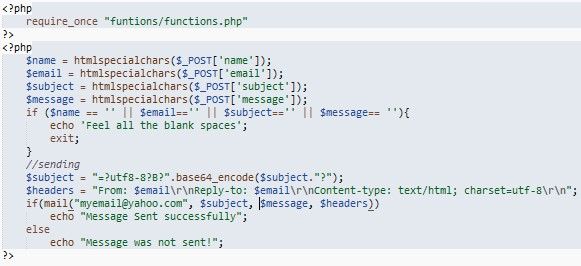 <?php
    require_once "funtions/functions.php"
?>
<?php
    $name = htmlspecialchars($_POST['name']);
    $email = htmlspecialchars($_POST['email']);
    $subject = htmlspecialchars($_POST['subject']);
    $message = htmlspecialchars($_POST['message']);
    if ($name == '' || $email=='' || $subject=='' || $message== ''){
        echo 'Feel all the blank spaces';
        exit;
    }
    //sending
    $subject = "=?utf8-8?B?".base64_encode($subject."?");
    $headers = "From: $email\r\nReply-to: $email\r\nContent-type: text/html; charset=utf-8\r\n";
    if(mail("myemail@yahoo.com", $subject, $message, $headers))
        echo "Message Sent successfully";
    else
        echo "Message was not sent!";
?>